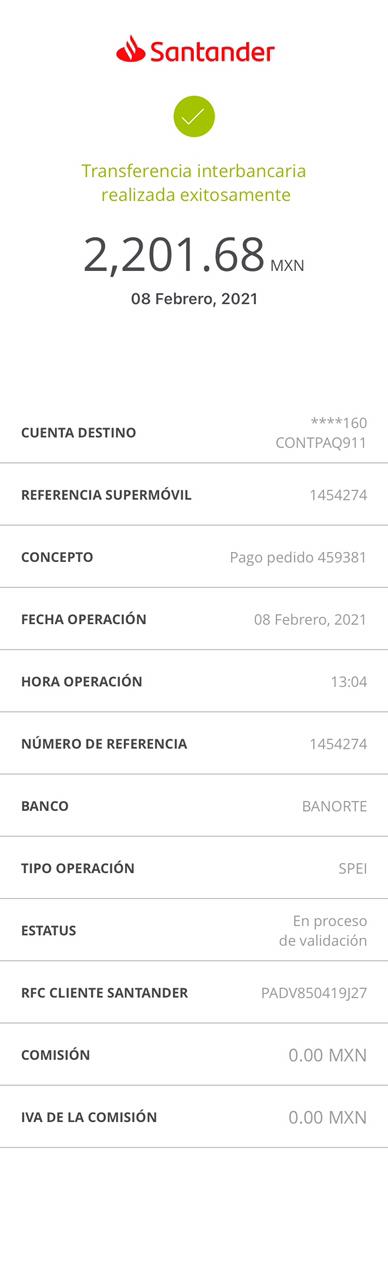 Santander
Transferencia interbancaria
realizada exitosamente
2,201.68 MXN
08 Febrero, 2021
CUENTA DESTINO ****160
CONTPAQ911
REFERENCIA SUPERMÓVIL 1454274
CONCEPTO Pago pedido 459381
FECHA OPERACIÓN 08 Febrero, 2021
HORA OPERACIÓN 13:04
NÚMERO DE REFERENCIA 1454274
BANCO BANORTE
TIPO OPERACIÓN SPEI
ESTATUS En proceso
de validación
RFC CLIENTE SANTANDER PADV850419J27
COMISIÓN 0.00 MXN
IVA DE LA COMISIÓN 0.00 MXN